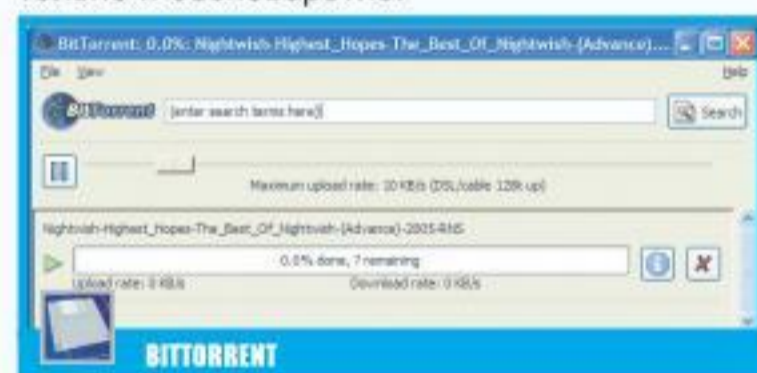 BitTorrent: 0.0%: Nightwish-Highest_Hopes-The_Best_Of_Nightwish-(Advance)....
File View Help
BitTorrent (enter search terms here) Search
Maximum upload rate: 10 KB/s (DSL/cable 128k up)
Nightwish-Highest_Hopes-The_Best_Of_Nightwish-(Advance)-2005-RNS
0.0% done, 7 remaining
Upload rate: 0 KB/s Download rate: 0 KB/s
BITTORRENT